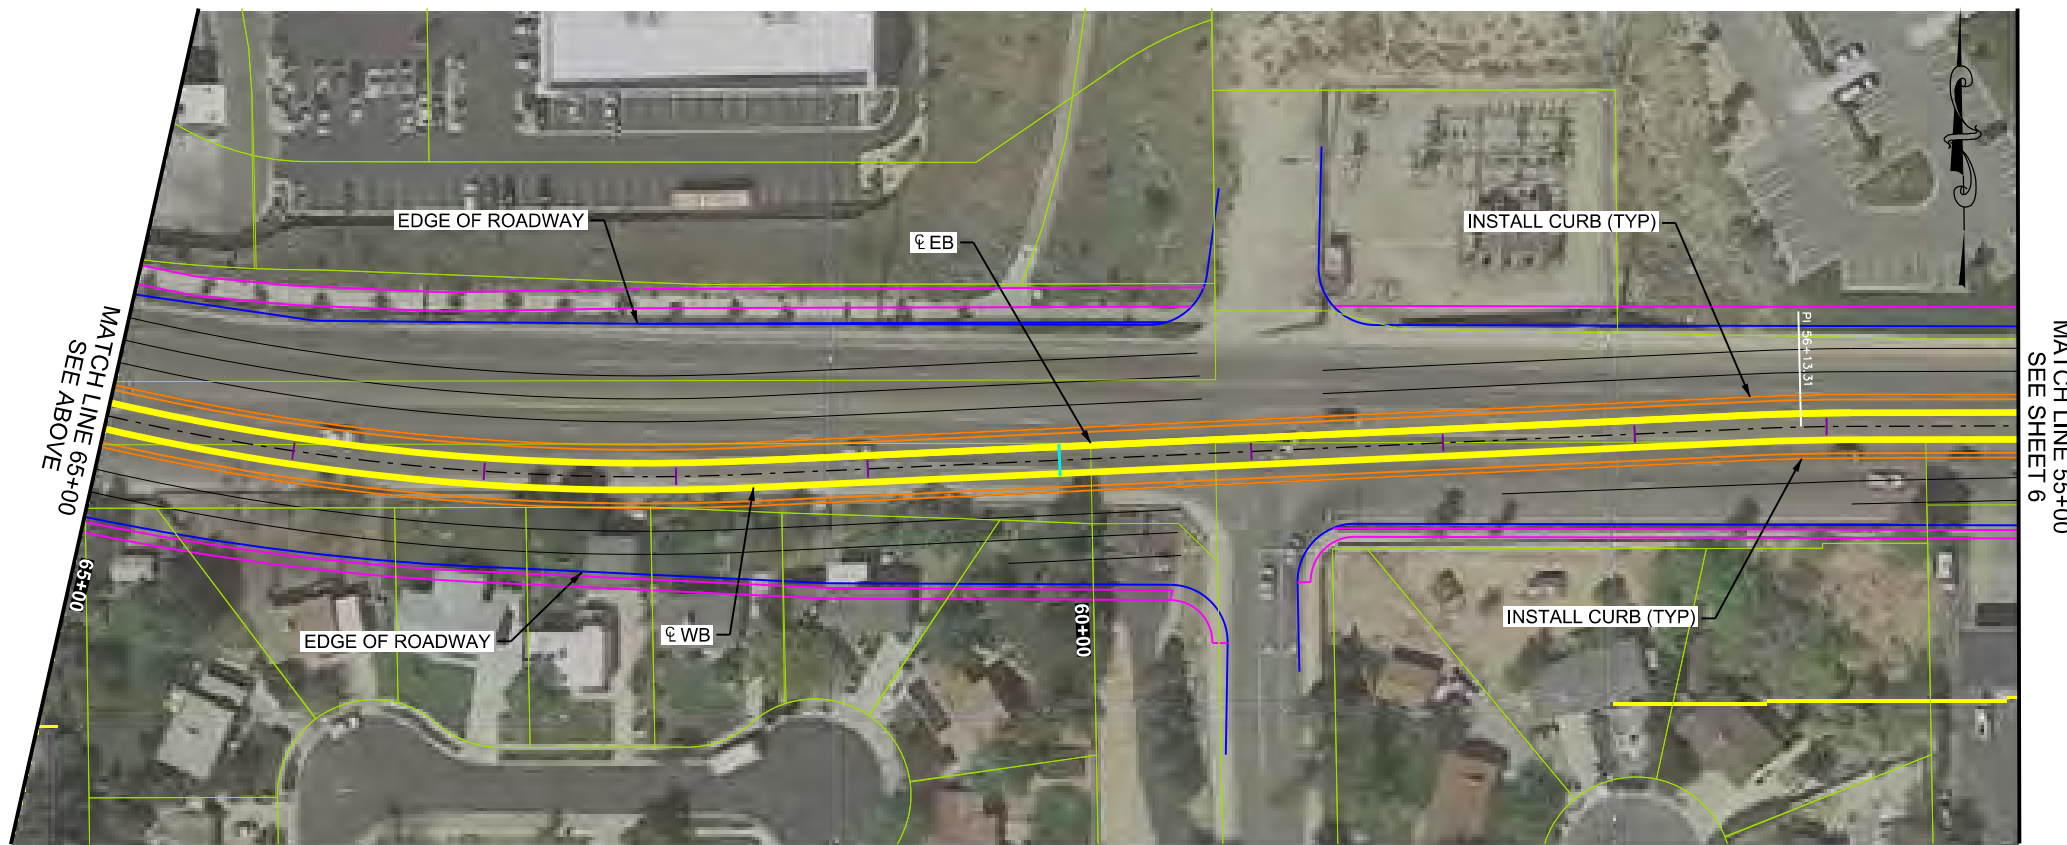 EDGE OF ROADWAY
℄ EB
INSTALL CURB (TYP)
PI 56+13.31
MATCH LINE 65+00
SEE ABOVE
MATCH LINE 55+00
SEE SHEET 6
65+00
60+00
EDGE OF ROADWAY
℄ WB
INSTALL CURB (TYP)